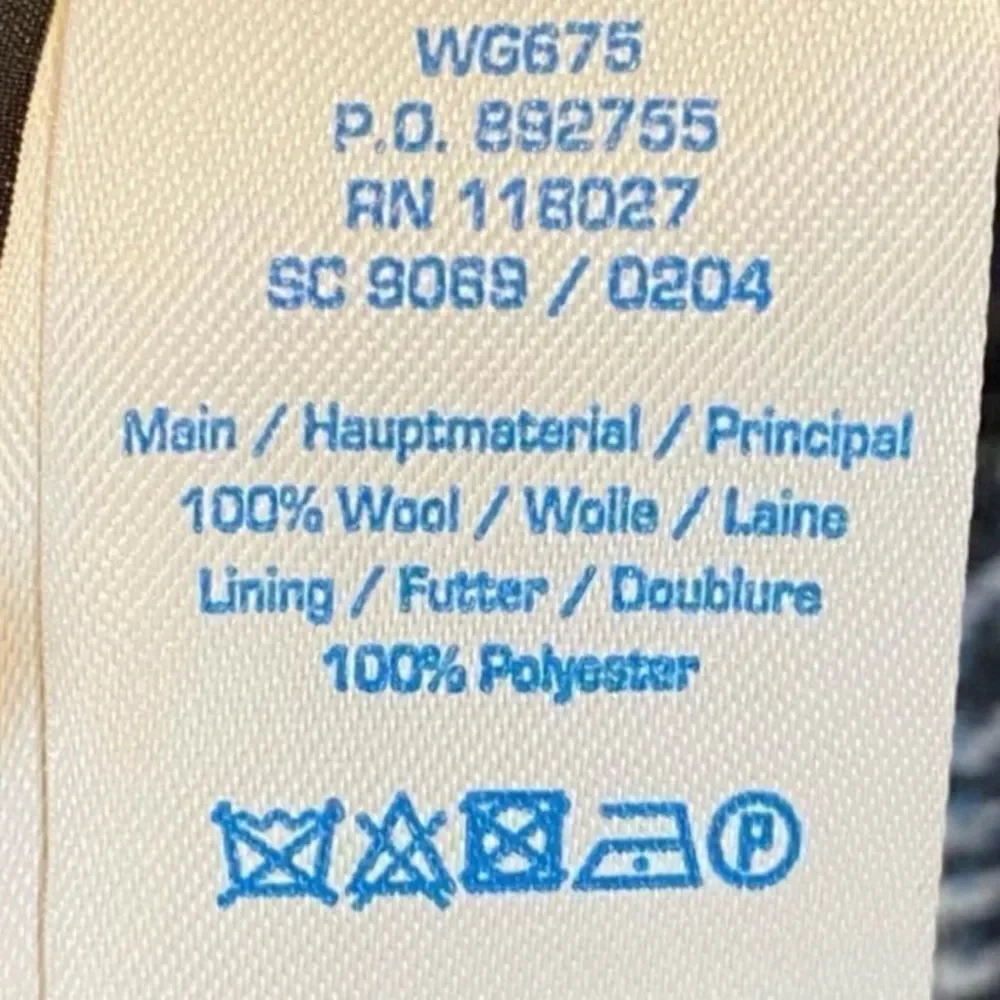 WG675
P.O. 892755
RN 118027
SC 9069 / 0204
Main / Hauptmaterial / Principal
100% Wool / Wolle / Laine
Lining / Futter / Doublure
100% Polyester
P